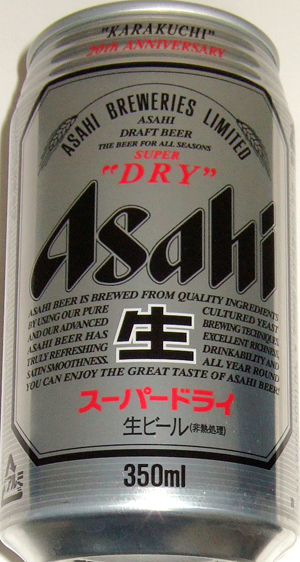 "KARAKUCHI"
20th ANNIVERSARY
ASAHI BREWERIES LIMITED
ASAHI
DRAFT BEER
THE BEER FOR ALL SEASONS
SUPER
"DRY"
Asahi
ASAHI BEER IS BREWED FROM QUALITY INGREDIENTS
BY USING OUR PURE CULTURED YEAST
AND OUR ADVANCED BREWING TECHNIQUES.
ASAHI BEER HAS EXCELLENT RICHNESS,
TRULY REFRESHING DRINKABILITY AND
SATIN SMOOTHNESS. ALL YEAR ROUND
YOU CAN ENJOY THE GREAT TASTE OF ASAHI BEER!
生
スーパードライ
生ビール(非熱処理)
350ml
アルミ